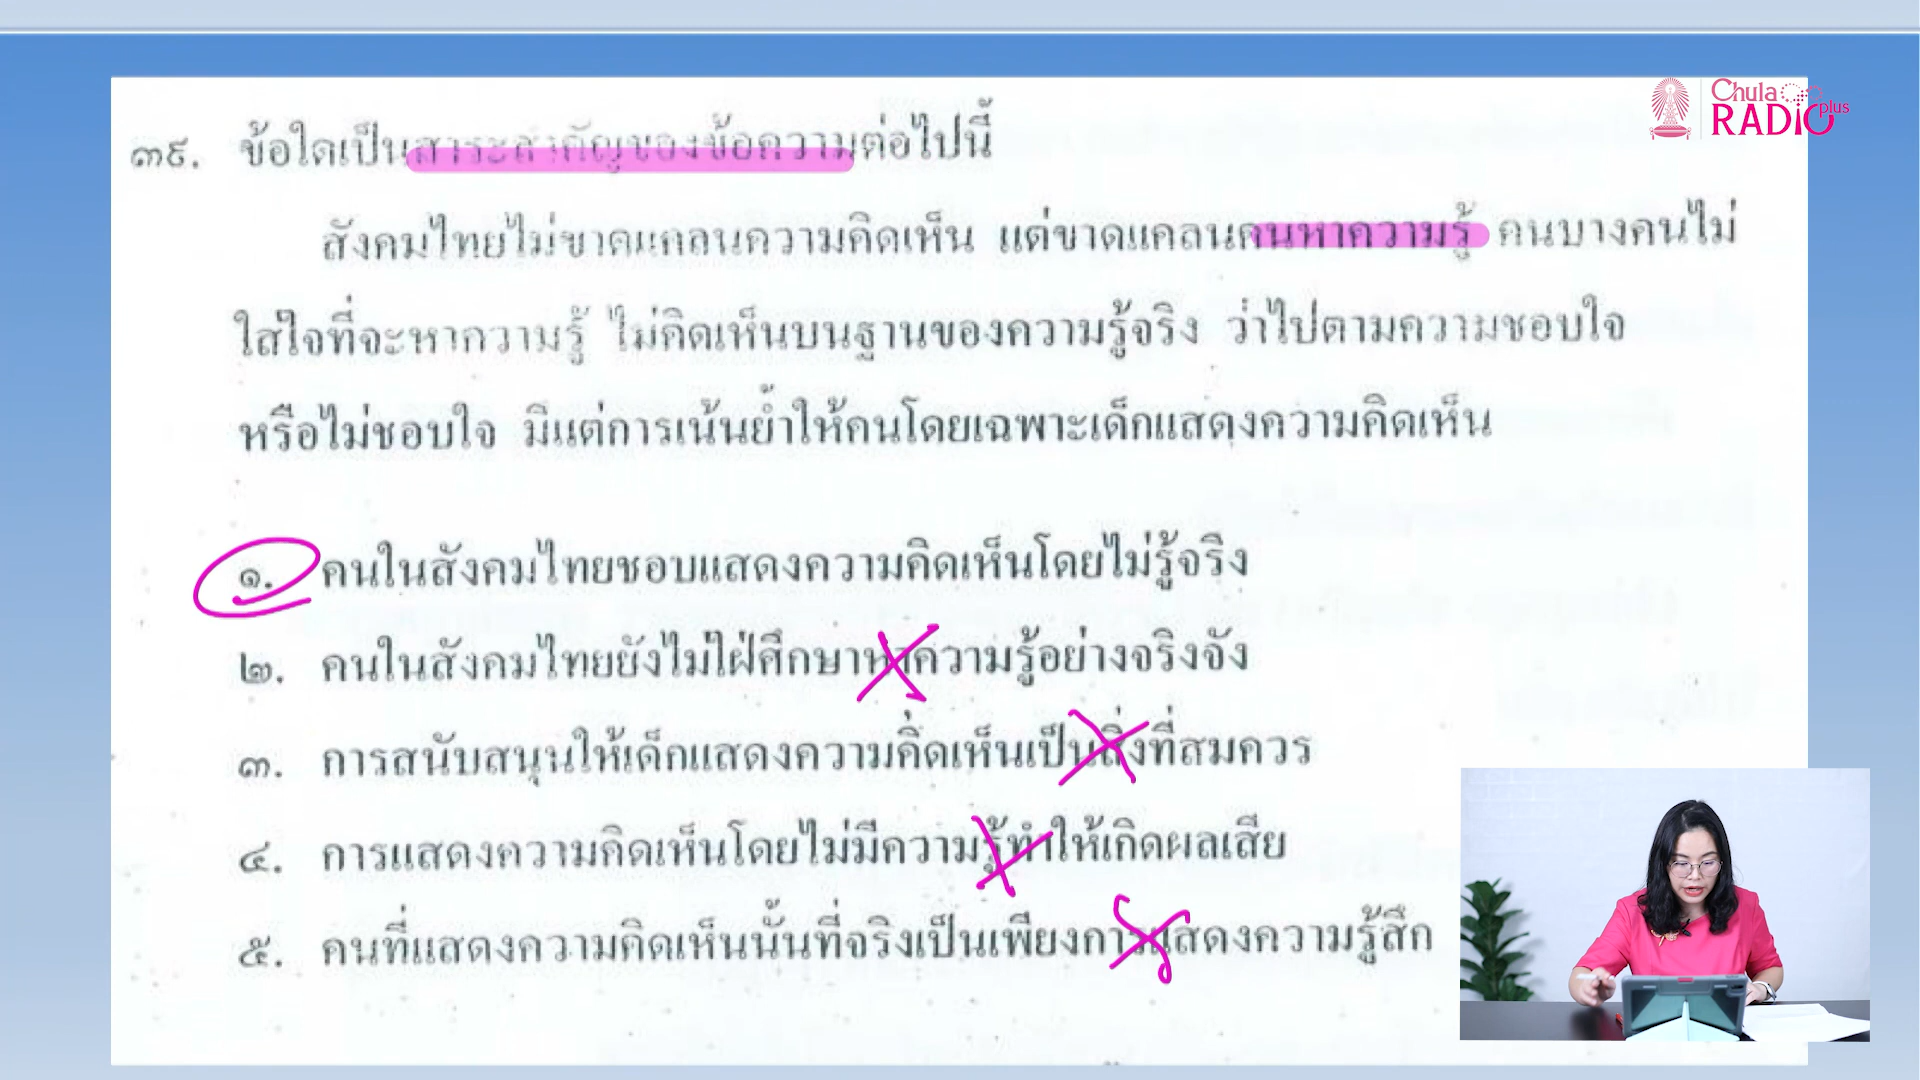 Chula
RADIO plus
๓๙. ข้อใดเป็นสาระสำคัญของข้อความต่อไปนี้
สังคมไทยไม่ขาดแคลนความคิดเห็น แต่ขาดแคลนคนหาความรู้ คนบางคนไม่
ใส่ใจที่จะหาความรู้ ไม่คิดเห็นบนฐานของความรู้จริง ว่าไปตามความชอบใจ
หรือไม่ชอบใจ มีแต่การเน้นย้ำให้คนโดยเฉพาะเด็กแสดงความคิดเห็น
๑. คนในสังคมไทยชอบแสดงความคิดเห็นโดยไม่รู้จริง
๒. คนในสังคมไทยยังไม่ใฝ่ศึกษาหาความรู้อย่างจริงจัง
๓. การสนับสนุนให้เด็กแสดงความคิดเห็นเป็นสิ่งที่สมควร
๔. การแสดงความคิดเห็นโดยไม่มีความรู้ทำให้เกิดผลเสีย
๕. คนที่แสดงความคิดเห็นนั้นที่จริงเป็นเพียงการแสดงความรู้สึก